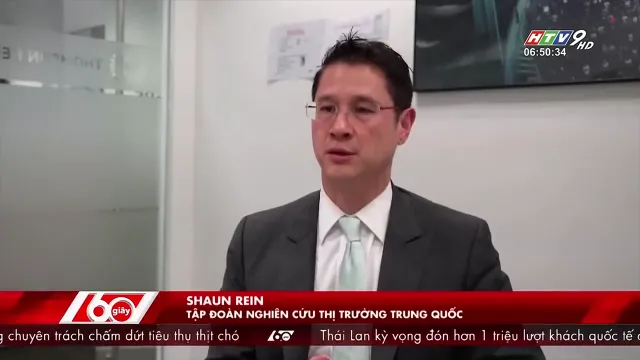 HTV9 HD
06:50:34
SHAUN REIN
60 giây
TẬP ĐOÀN NGHIÊN CỨU THỊ TRƯỜNG TRUNG QUỐC
chuyên trách chấm dứt tiêu thụ thịt chó 60 Thái Lan kỳ vọng đón hơn 1 triệu lượt khách quốc tế